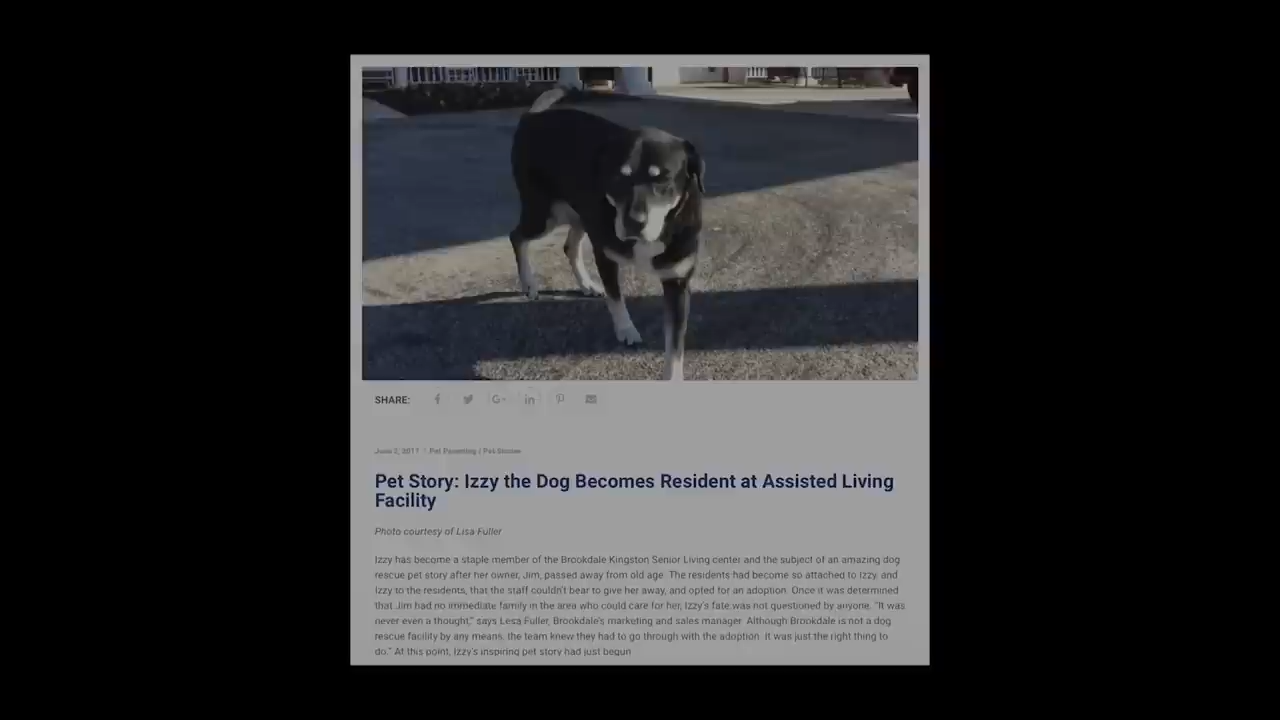 SHARE:
June 2, 2017 | Pet Parenting | Pet Stories
Pet Story: Izzy the Dog Becomes Resident at Assisted Living
Facility
Photo courtesy of Lisa Fuller
Izzy has become a staple member of the Brookdale Kingston Senior Living center and the subject of an amazing dog
rescue pet story after her owner, Jim, passed away from old age. The residents had become so attached to Izzy, and
Izzy to the residents, that the staff couldn't bear to give her away, and opted for an adoption. Once it was determined
that Jim had no immediate family in the area who could care for her, Izzy's fate was not questioned by anyone. "It was
never even a thought," says Lesa Fuller, Brookdale's marketing and sales manager. Although Brookdale is not a dog
rescue facility by any means, the team knew they had to go through with the adoption. It was just the right thing to
do." At this point, Izzy's inspiring pet story had just begun